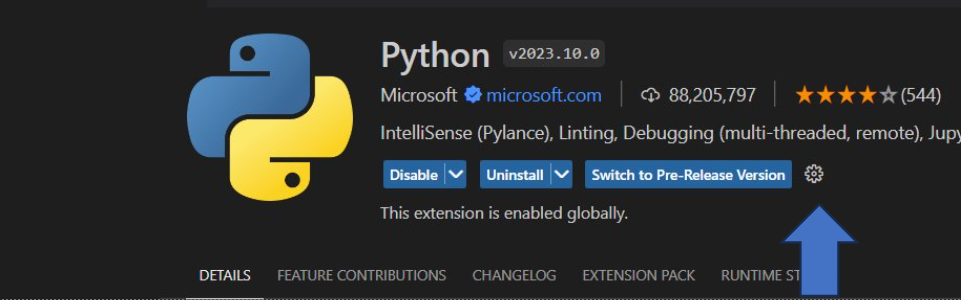 Python v2023.10.0
Microsoft microsoft.com 88,205,797 (544)
IntelliSense (Pylance), Linting, Debugging (multi-threaded, remote), Jupy
Disable Uninstall Switch to Pre-Release Version
This extension is enabled globally.
DETAILS FEATURE CONTRIBUTIONS CHANGELOG EXTENSION PACK RUNTIME ST